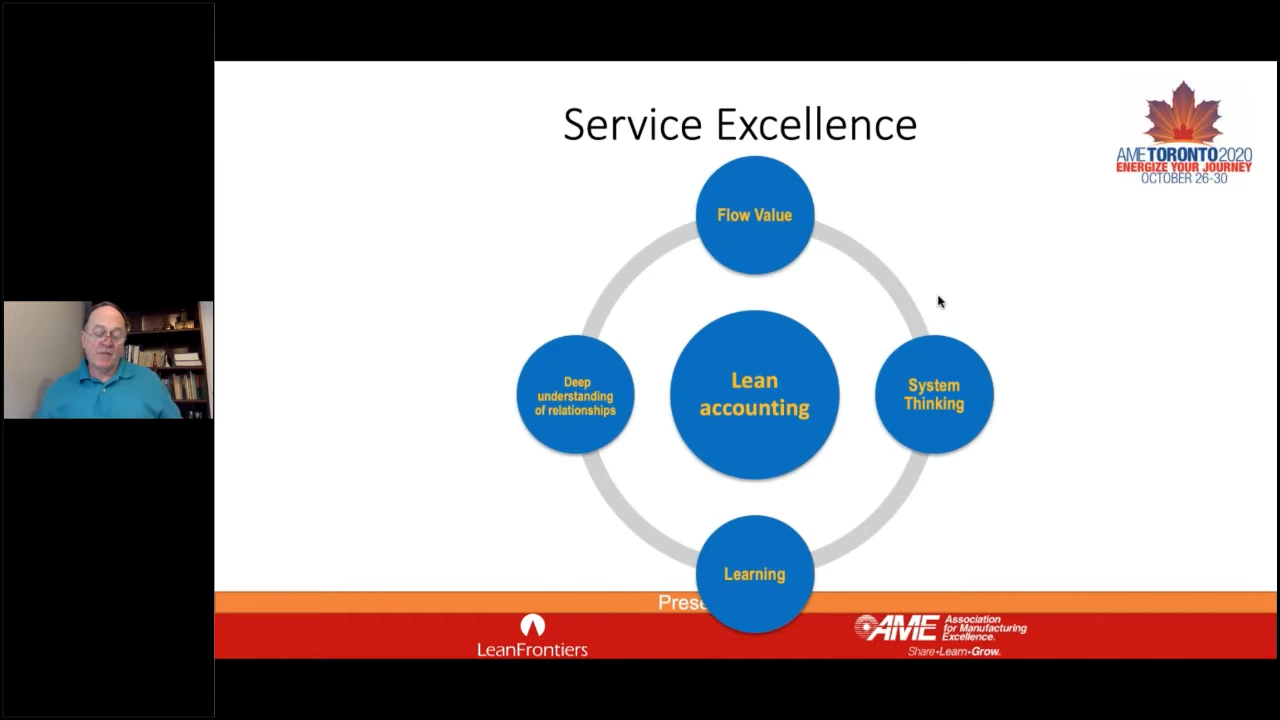 Service Excellence
AMETORONTO2020
ENERGIZE YOUR JOURNEY
OCTOBER 26-30
Flow Value
Deep
understanding
of relationships
Lean
accounting
System
Thinking
Learning
Prese
LeanFrontiers
AME
Association
for Manufacturing
Excellence.
Share•Learn•Grow.